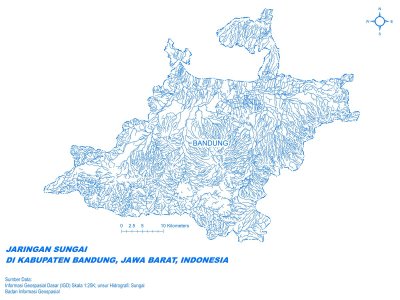 N
W E
S
BANDUNG
0 2.5 5 10 Kilometers
JARINGAN SUNGAI
DI KABUPATEN BANDUNG, JAWA BARAT, INDONESIA
Sumber Data:
Informasi Geospasial Dasar (IGD) Skala 1:25K, unsur Hidrografi: Sungai
Badan Informasi Geospasial